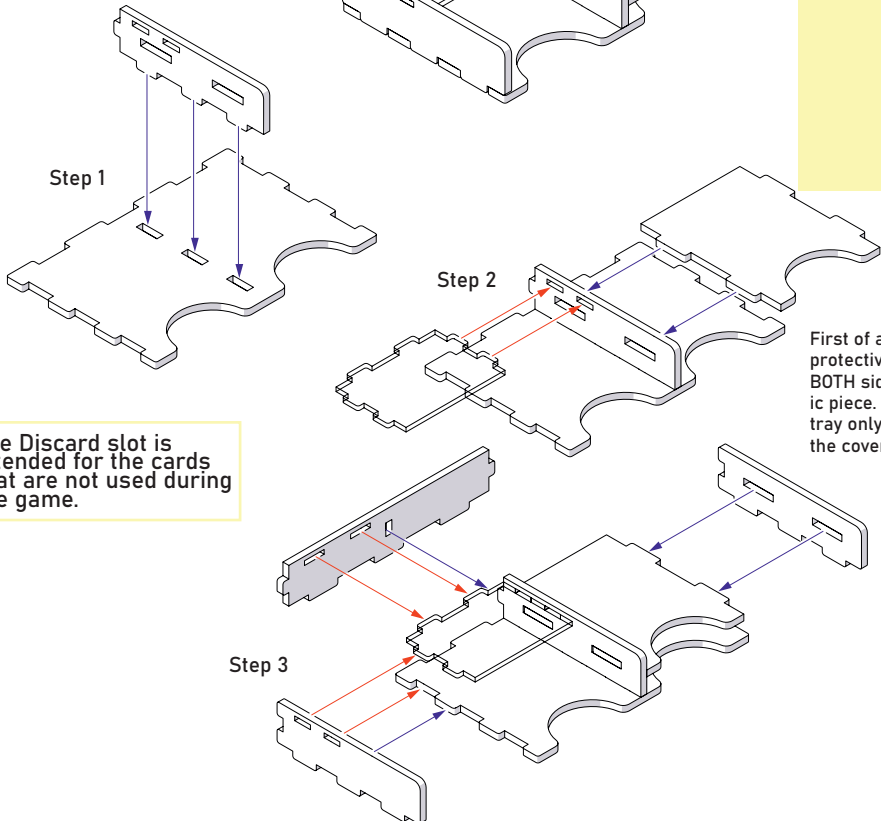 Step 1
Step 2
First of a
protective
BOTH sid
ic piece.
tray only
the cover
e Discard slot is
ended for the cards
at are not used during
e game.
Step 3